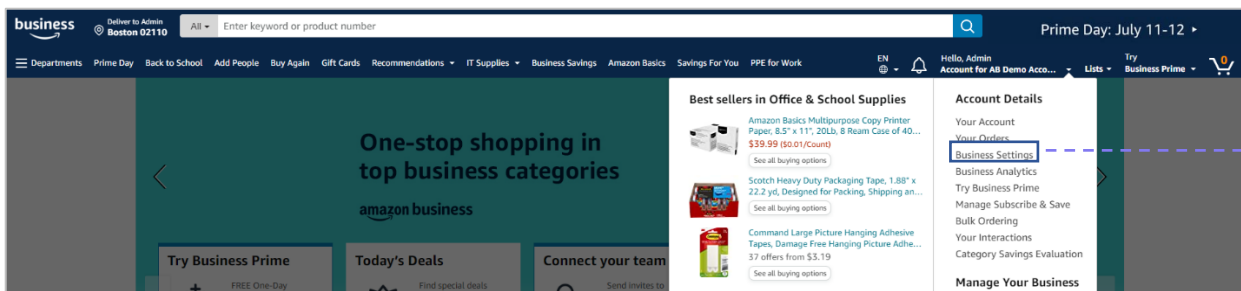 business
Deliver to Admin
Boston 02110
All
Enter keyword or product number
Prime Day: July 11-12
Departments Prime Day Back to School Add People Buy Again Gift Cards Recommendations IT Supplies Business Savings Amazon Basics Savings For You PPE for Work
EN
Hello, Admin
Account for AB Demo Acco...
Lists
Try
Business Prime
0
One-stop shopping in
top business categories
amazon business
Try Business Prime
FREE One-Day
Today's Deals
Find special deals
Connect your team
Send invites to
Best sellers in Office & School Supplies
Amazon Basics Multipurpose Copy Printer
Paper, 8.5" x 11", 20Lb, 8 Ream Case of 40...
$39.99 ($0.01/Count)
See all buying options
Scotch Heavy Duty Packaging Tape, 1.88" x
22.2 yd, Designed for Packing, Shipping an...
See all buying options
Command Large Picture Hanging Adhesive
Tapes, Damage Free Hanging Picture Adhe...
37 offers from $3.19
See all buying options
Account Details
Your Account
Your Orders
Business Settings
Business Analytics
Try Business Prime
Manage Subscribe & Save
Bulk Ordering
Your Interactions
Category Savings Evaluation
Manage Your Business